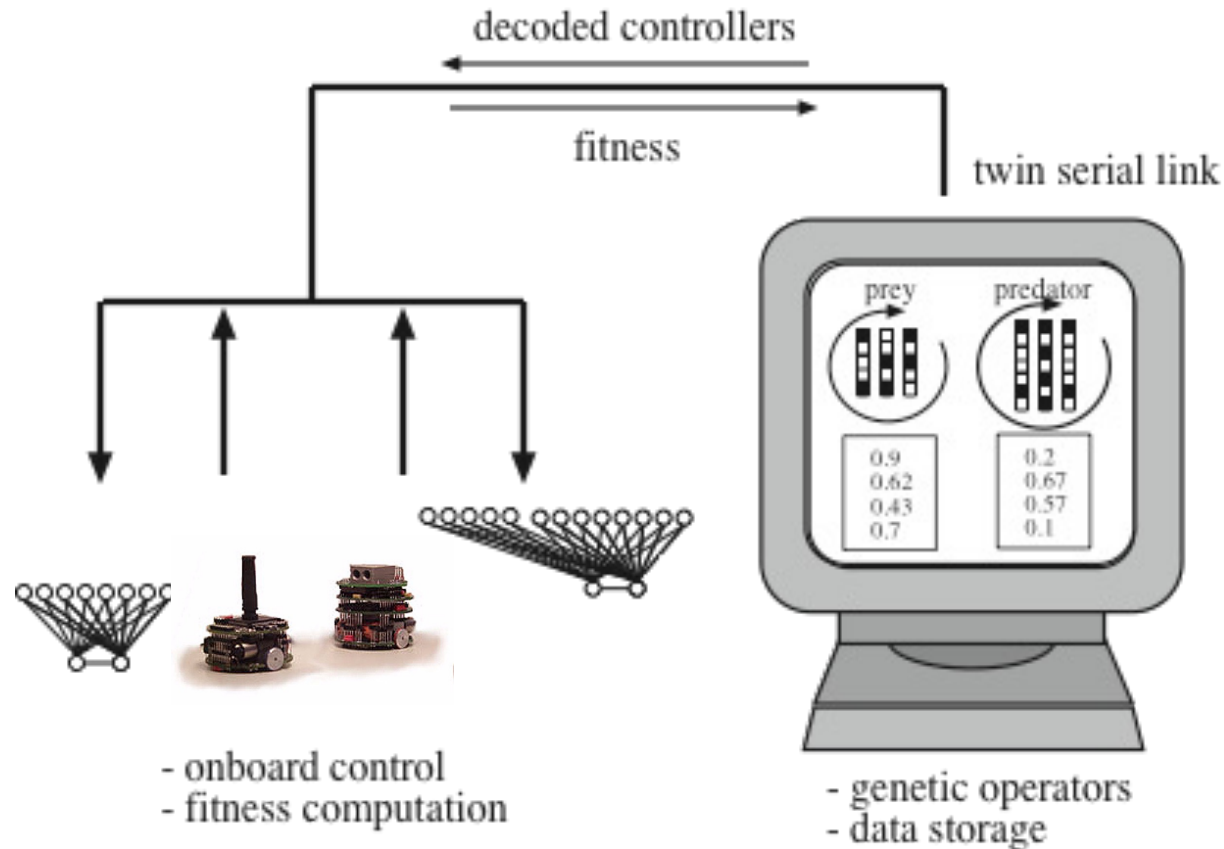 decoded controllers
fitness
twin serial link
prey predator
0.9
0.62
0.43
0.7
0.2
0.67
0.57
0.1
- onboard control
- fitness computation
- genetic operators
- data storage